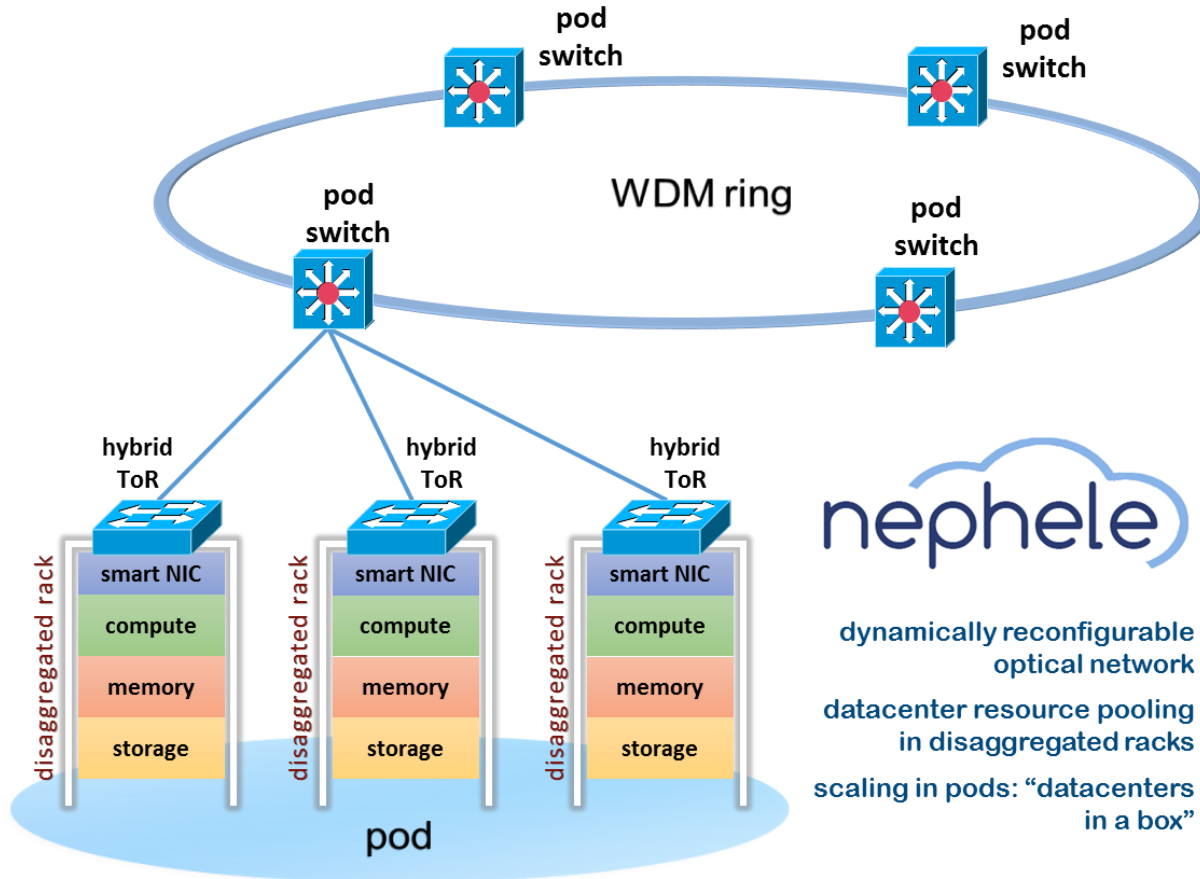 pod
switch
pod
switch
WDM ring
pod
switch
pod
switch
hybrid
ToR
hybrid
ToR
hybrid
ToR
nephele
disaggregated rack
smart NIC
compute
memory
storage
disaggregated rack
smart NIC
compute
memory
storage
disaggregated rack
smart NIC
compute
memory
storage
pod
dynamically reconfigurable
optical network
datacenter resource pooling
in disaggregated racks
scaling in pods: “datacenters
in a box”